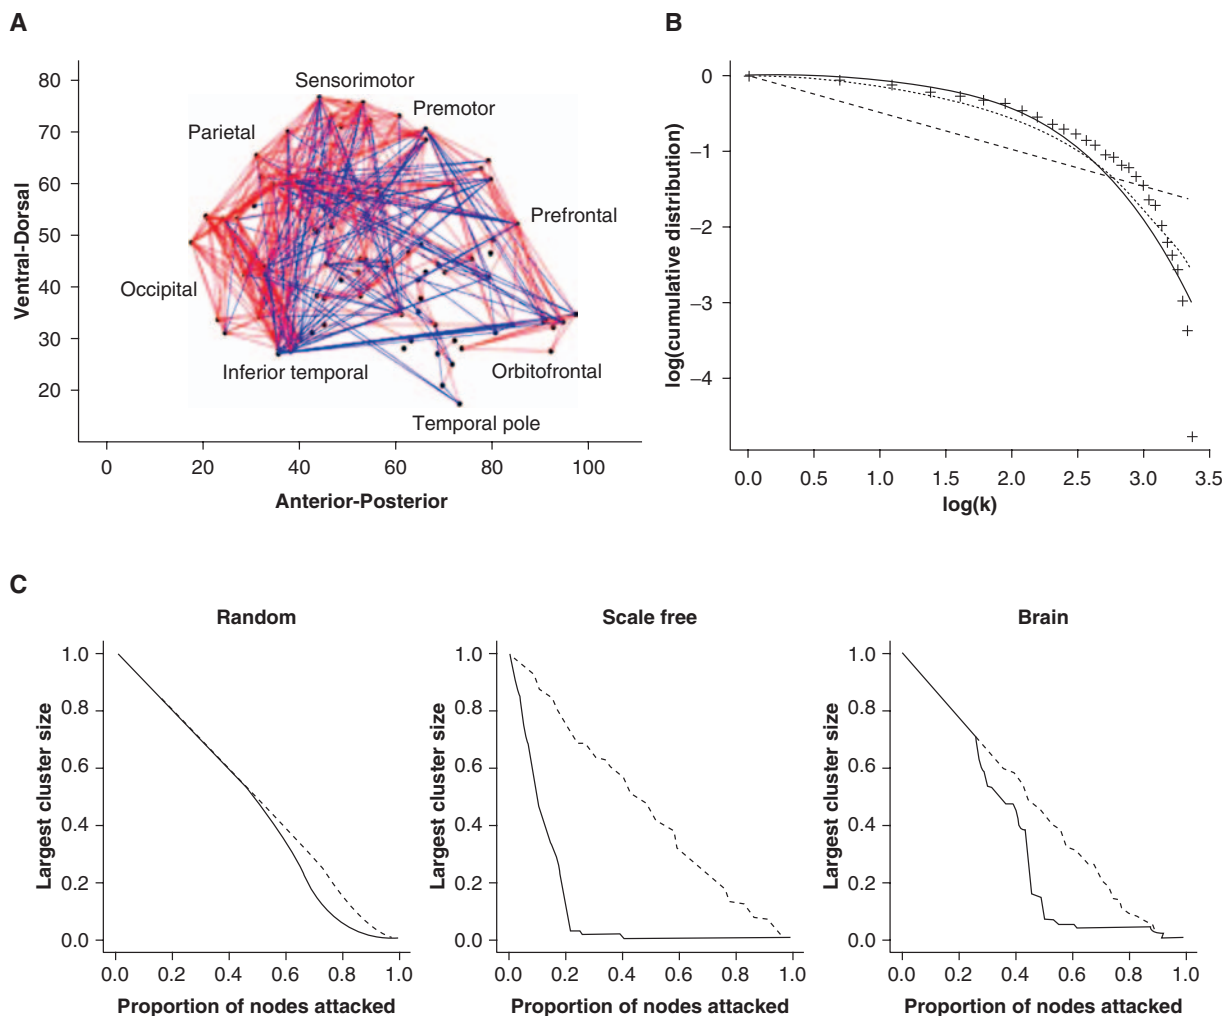 A
Ventral-Dorsal
80
70
60
50
40
30
20
Sensorimotor
Premotor
Parietal
Prefrontal
Occipital
Inferior temporal
Orbitofrontal
Temporal pole
0 20 40 60 80 100
Anterior-Posterior
B
log(cumulative distribution)
0
−1
−2
−3
−4
0.0 0.5 1.0 1.5 2.0 2.5 3.0 3.5
log(k)
C
Random
Largest cluster size
1.0
0.8
0.6
0.4
0.2
0.0
0.0 0.2 0.4 0.6 0.8 1.0
Proportion of nodes attacked
Scale free
Largest cluster size
1.0
0.8
0.6
0.4
0.2
0.0
0.0 0.2 0.4 0.6 0.8 1.0
Proportion of nodes attacked
Brain
Largest cluster size
1.0
0.8
0.6
0.4
0.2
0.0
0.0 0.2 0.4 0.6 0.8 1.0
Proportion of nodes attacked